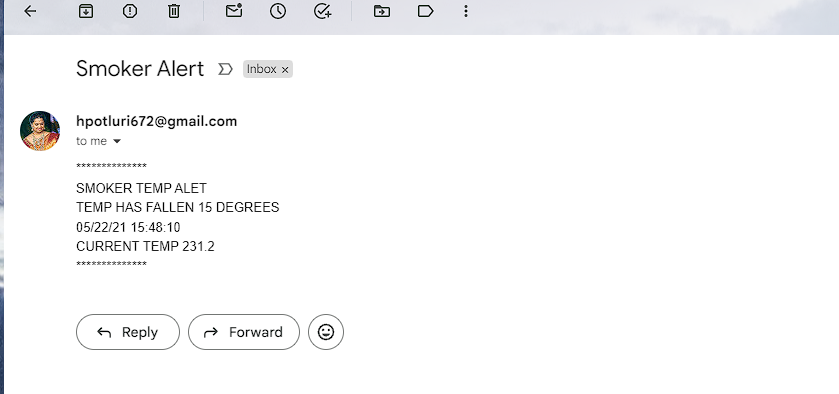 Smoker Alert Inbox ×
hpotluri672@gmail.com
to me
**************
SMOKER TEMP ALET
TEMP HAS FALLEN 15 DEGREES
05/22/21 15:48:10
CURRENT TEMP 231.2
**************
Reply Forward